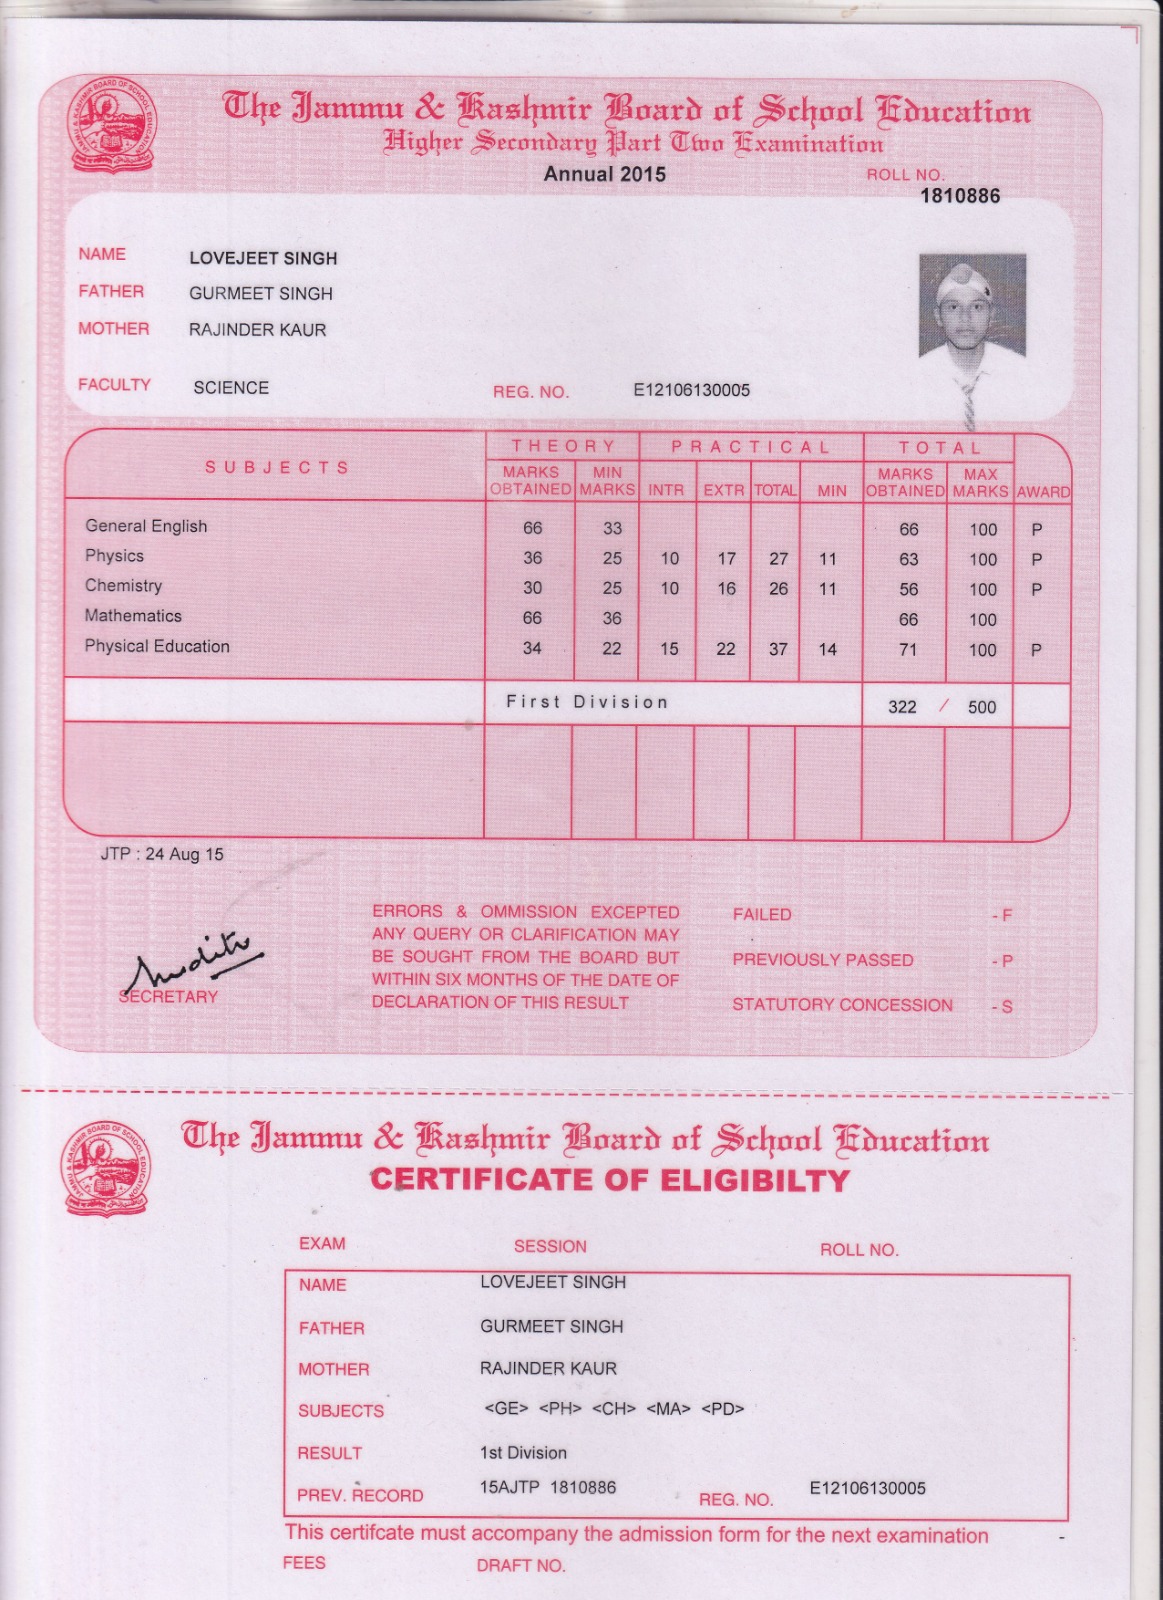 The Jammu & Kashmir Board of School Education
Higher Secondary Part Two Examination
Annual 2015
ROLL NO.
1810886
NAME LOVEJEET SINGH
FATHER GURMEET SINGH
MOTHER RAJINDER KAUR
FACULTY SCIENCE REG. NO. E12106130005
SUBJECTS THEORY PRACTICAL TOTAL
MARKS OBTAINED MIN MARKS INTR EXTR TOTAL MIN MARKS OBTAINED MAX MARKS AWARD
General English 66 33 66 100 P
Physics 36 25 10 17 27 11 63 100 P
Chemistry 30 25 10 16 26 11 56 100 P
Mathematics 66 36 66 100
Physical Education 34 22 15 22 37 14 71 100 P
First Division 322 / 500
JTP : 24 Aug 15
SECRETARY
ERRORS & OMMISSION EXCEPTED
ANY QUERY OR CLARIFICATION MAY
BE SOUGHT FROM THE BOARD BUT
WITHIN SIX MONTHS OF THE DATE OF
DECLARATION OF THIS RESULT
FAILED - F
PREVIOUSLY PASSED - P
STATUTORY CONCESSION - S
The Jammu & Kashmir Board of School Education
CERTIFICATE OF ELIGIBILTY
EXAM SESSION ROLL NO.
NAME LOVEJEET SINGH
FATHER GURMEET SINGH
MOTHER RAJINDER KAUR
SUBJECTS <GE> <PH> <CH> <MA> <PD>
RESULT 1st Division
PREV. RECORD 15AJTP 1810886 REG. NO. E12106130005
This certifcate must accompany the admission form for the next examination -
FEES DRAFT NO.